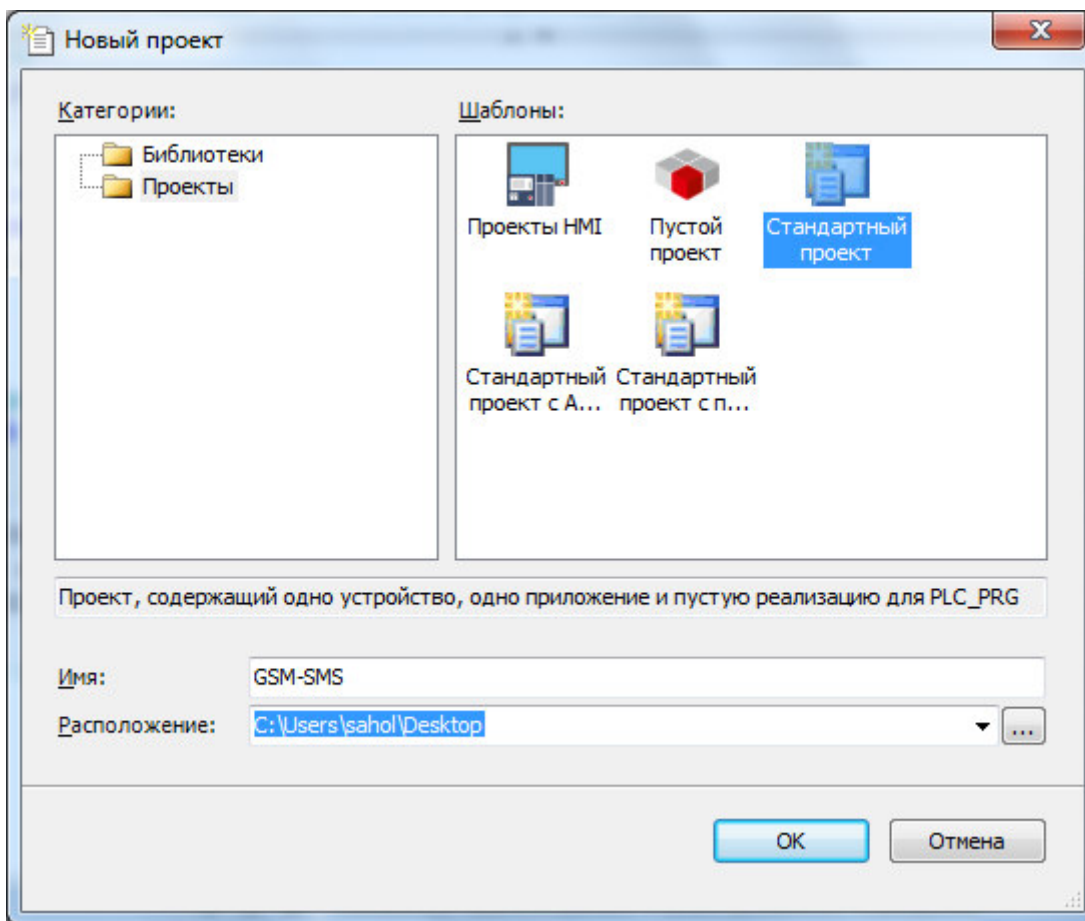 Новый проект
Категории:
Шаблоны:
Библиотеки
Проекты
Проекты HMI
Пустой
проект
Стандартный
проект
Стандартный
проект с A...
Стандартный
проект с п...
Проект, содержащий одно устройство, одно приложение и пустую реализацию для PLC_PRG
Имя:
GSM-SMS
Расположение:
C:\Users\sahol\Desktop
...
OK
Отмена